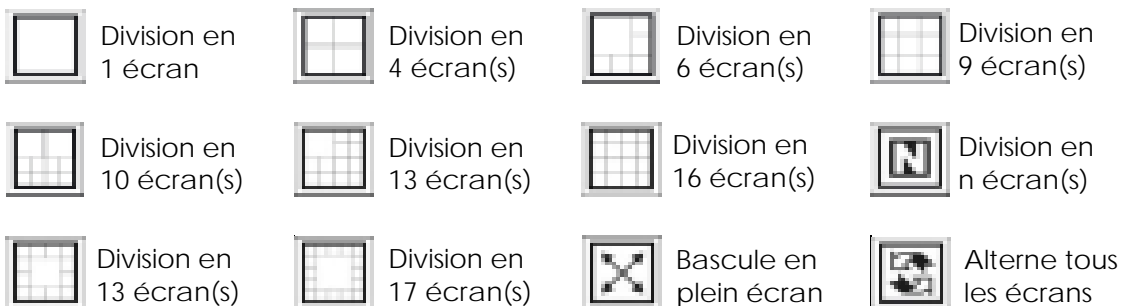 Division en
1 écran
Division en
4 écran(s)
Division en
6 écran(s)
Division en
9 écran(s)
Division en
10 écran(s)
Division en
13 écran(s)
Division en
16 écran(s)
N
Division en
n écran(s)
Division en
13 écran(s)
Division en
17 écran(s)
Bascule en
plein écran
Alterne tous
les écrans